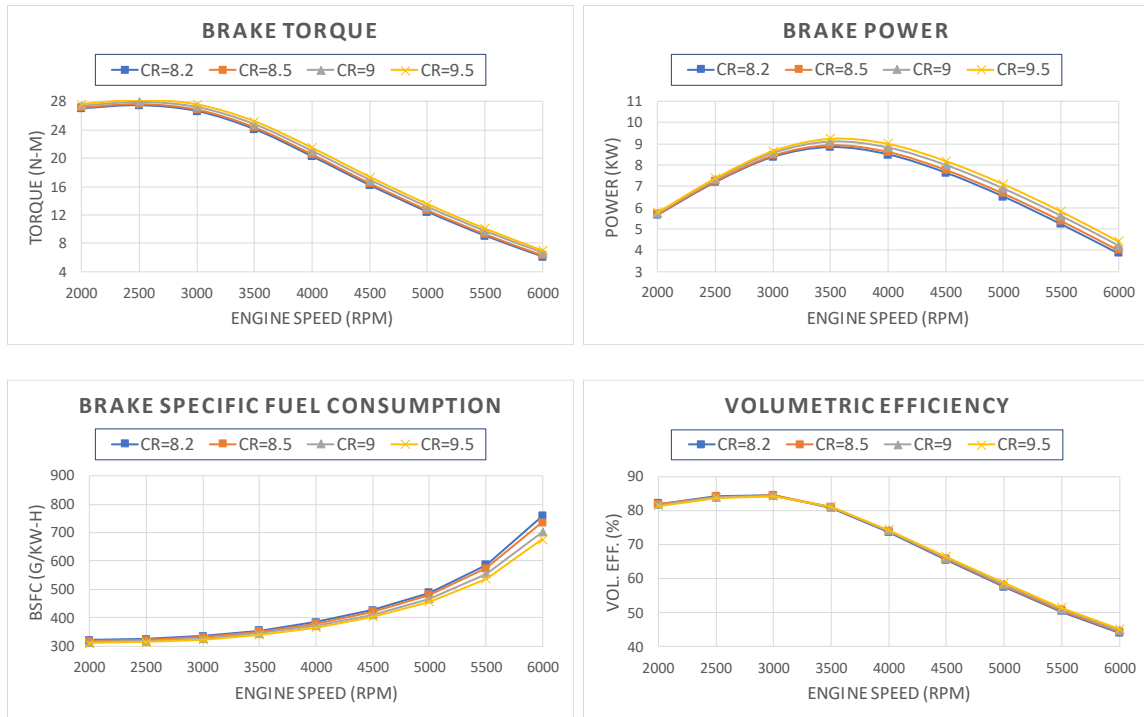 BRAKE TORQUE
CR=8.2 CR=8.5 CR=9 CR=9.5
TORQUE (N-M)
28
24
20
16
12
8
4
2000 2500 3000 3500 4000 4500 5000 5500 6000
ENGINE SPEED (RPM)
BRAKE POWER
CR=8.2 CR=8.5 CR=9 CR=9.5
POWER (KW)
11
10
9
8
7
6
5
4
3
2000 2500 3000 3500 4000 4500 5000 5500 6000
ENGINE SPEED (RPM)
BRAKE SPECIFIC FUEL CONSUMPTION
CR=8.2 CR=8.5 CR=9 CR=9.5
BSFC (G/KW-H)
900
800
700
600
500
400
300
2000 2500 3000 3500 4000 4500 5000 5500 6000
ENGINE SPEED (RPM)
VOLUMETRIC EFFICIENCY
CR=8.2 CR=8.5 CR=9 CR=9.5
VOL. EFF. (%)
90
80
70
60
50
40
2000 2500 3000 3500 4000 4500 5000 5500 6000
ENGINE SPEED (RPM)